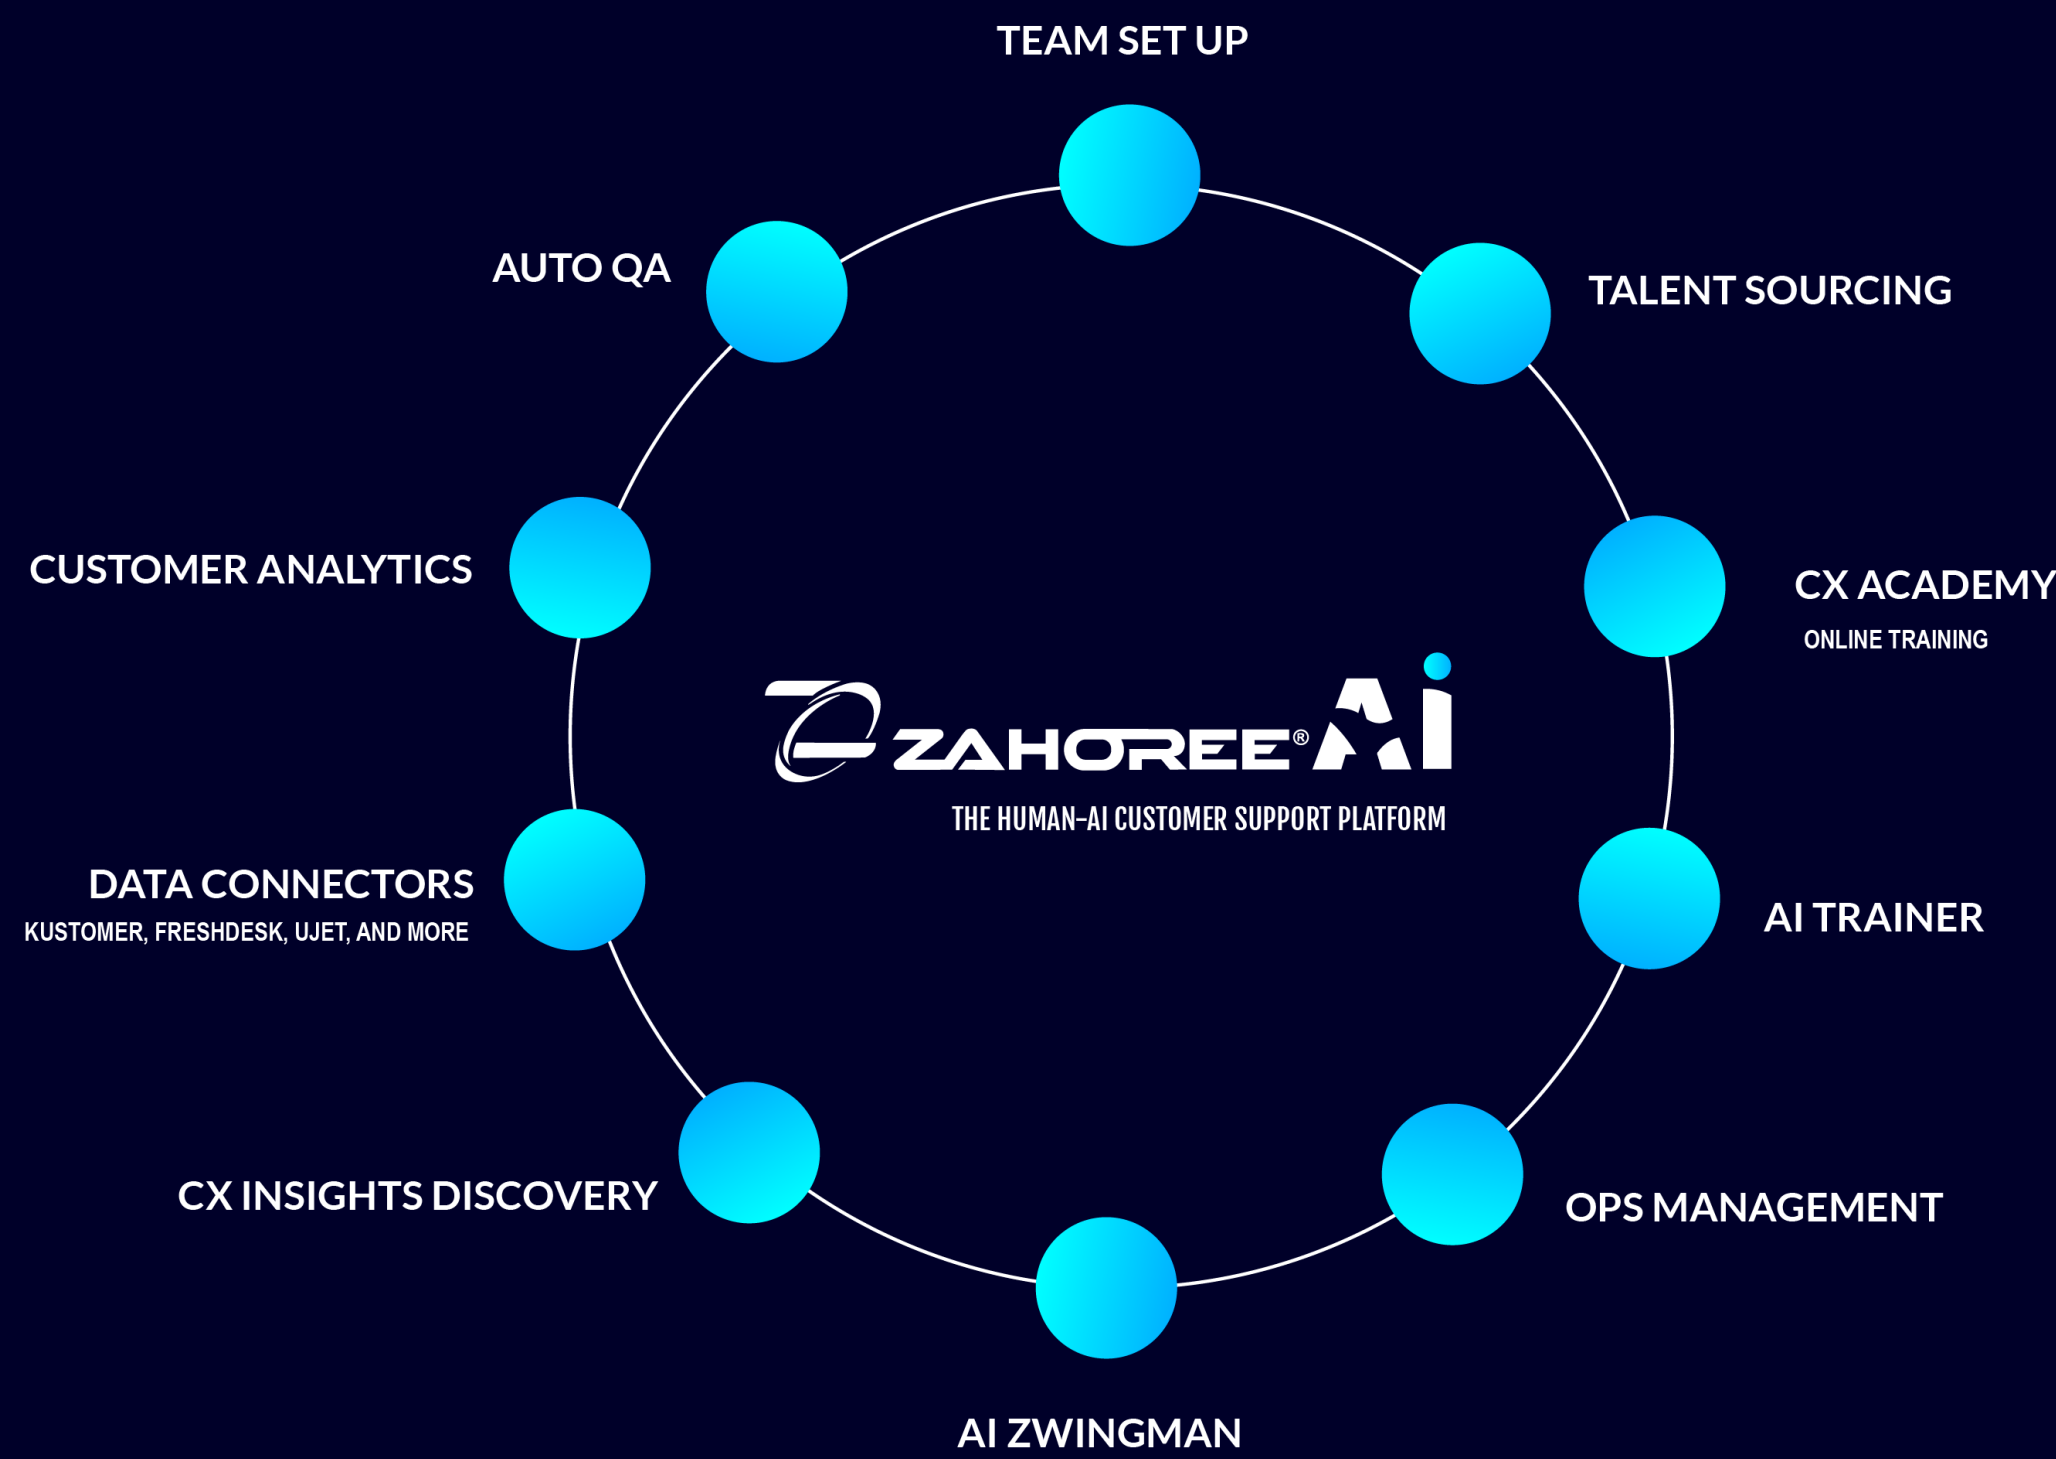 TEAM SET UP
AUTO QA
TALENT SOURCING
CUSTOMER ANALYTICS
CX ACADEMY
ONLINE TRAINING
ZAHOREE® Ai
THE HUMAN-AI CUSTOMER SUPPORT PLATFORM
DATA CONNECTORS
KUSTOMER, FRESHDESK, UJET, AND MORE
AI TRAINER
CX INSIGHTS DISCOVERY
OPS MANAGEMENT
AI ZWINGMAN